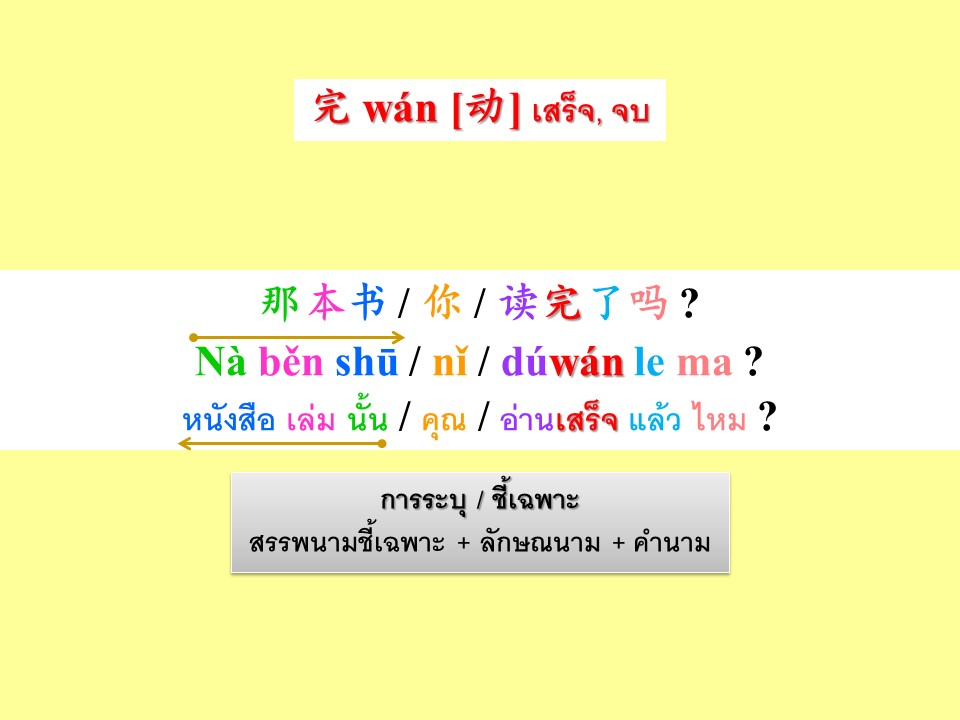 完 wán [动] เสร็จ, จบ
那本书 / 你 / 读完了吗 ?
Nà běn shū / nǐ / dúwán le ma ?
หนังสือ เล่ม นั้น / คุณ / อ่านเสร็จ แล้ว ไหม ?
การระบุ / ชี้เฉพาะ
สรรพนามชี้เฉพาะ + ลักษณนาม + คำนาม